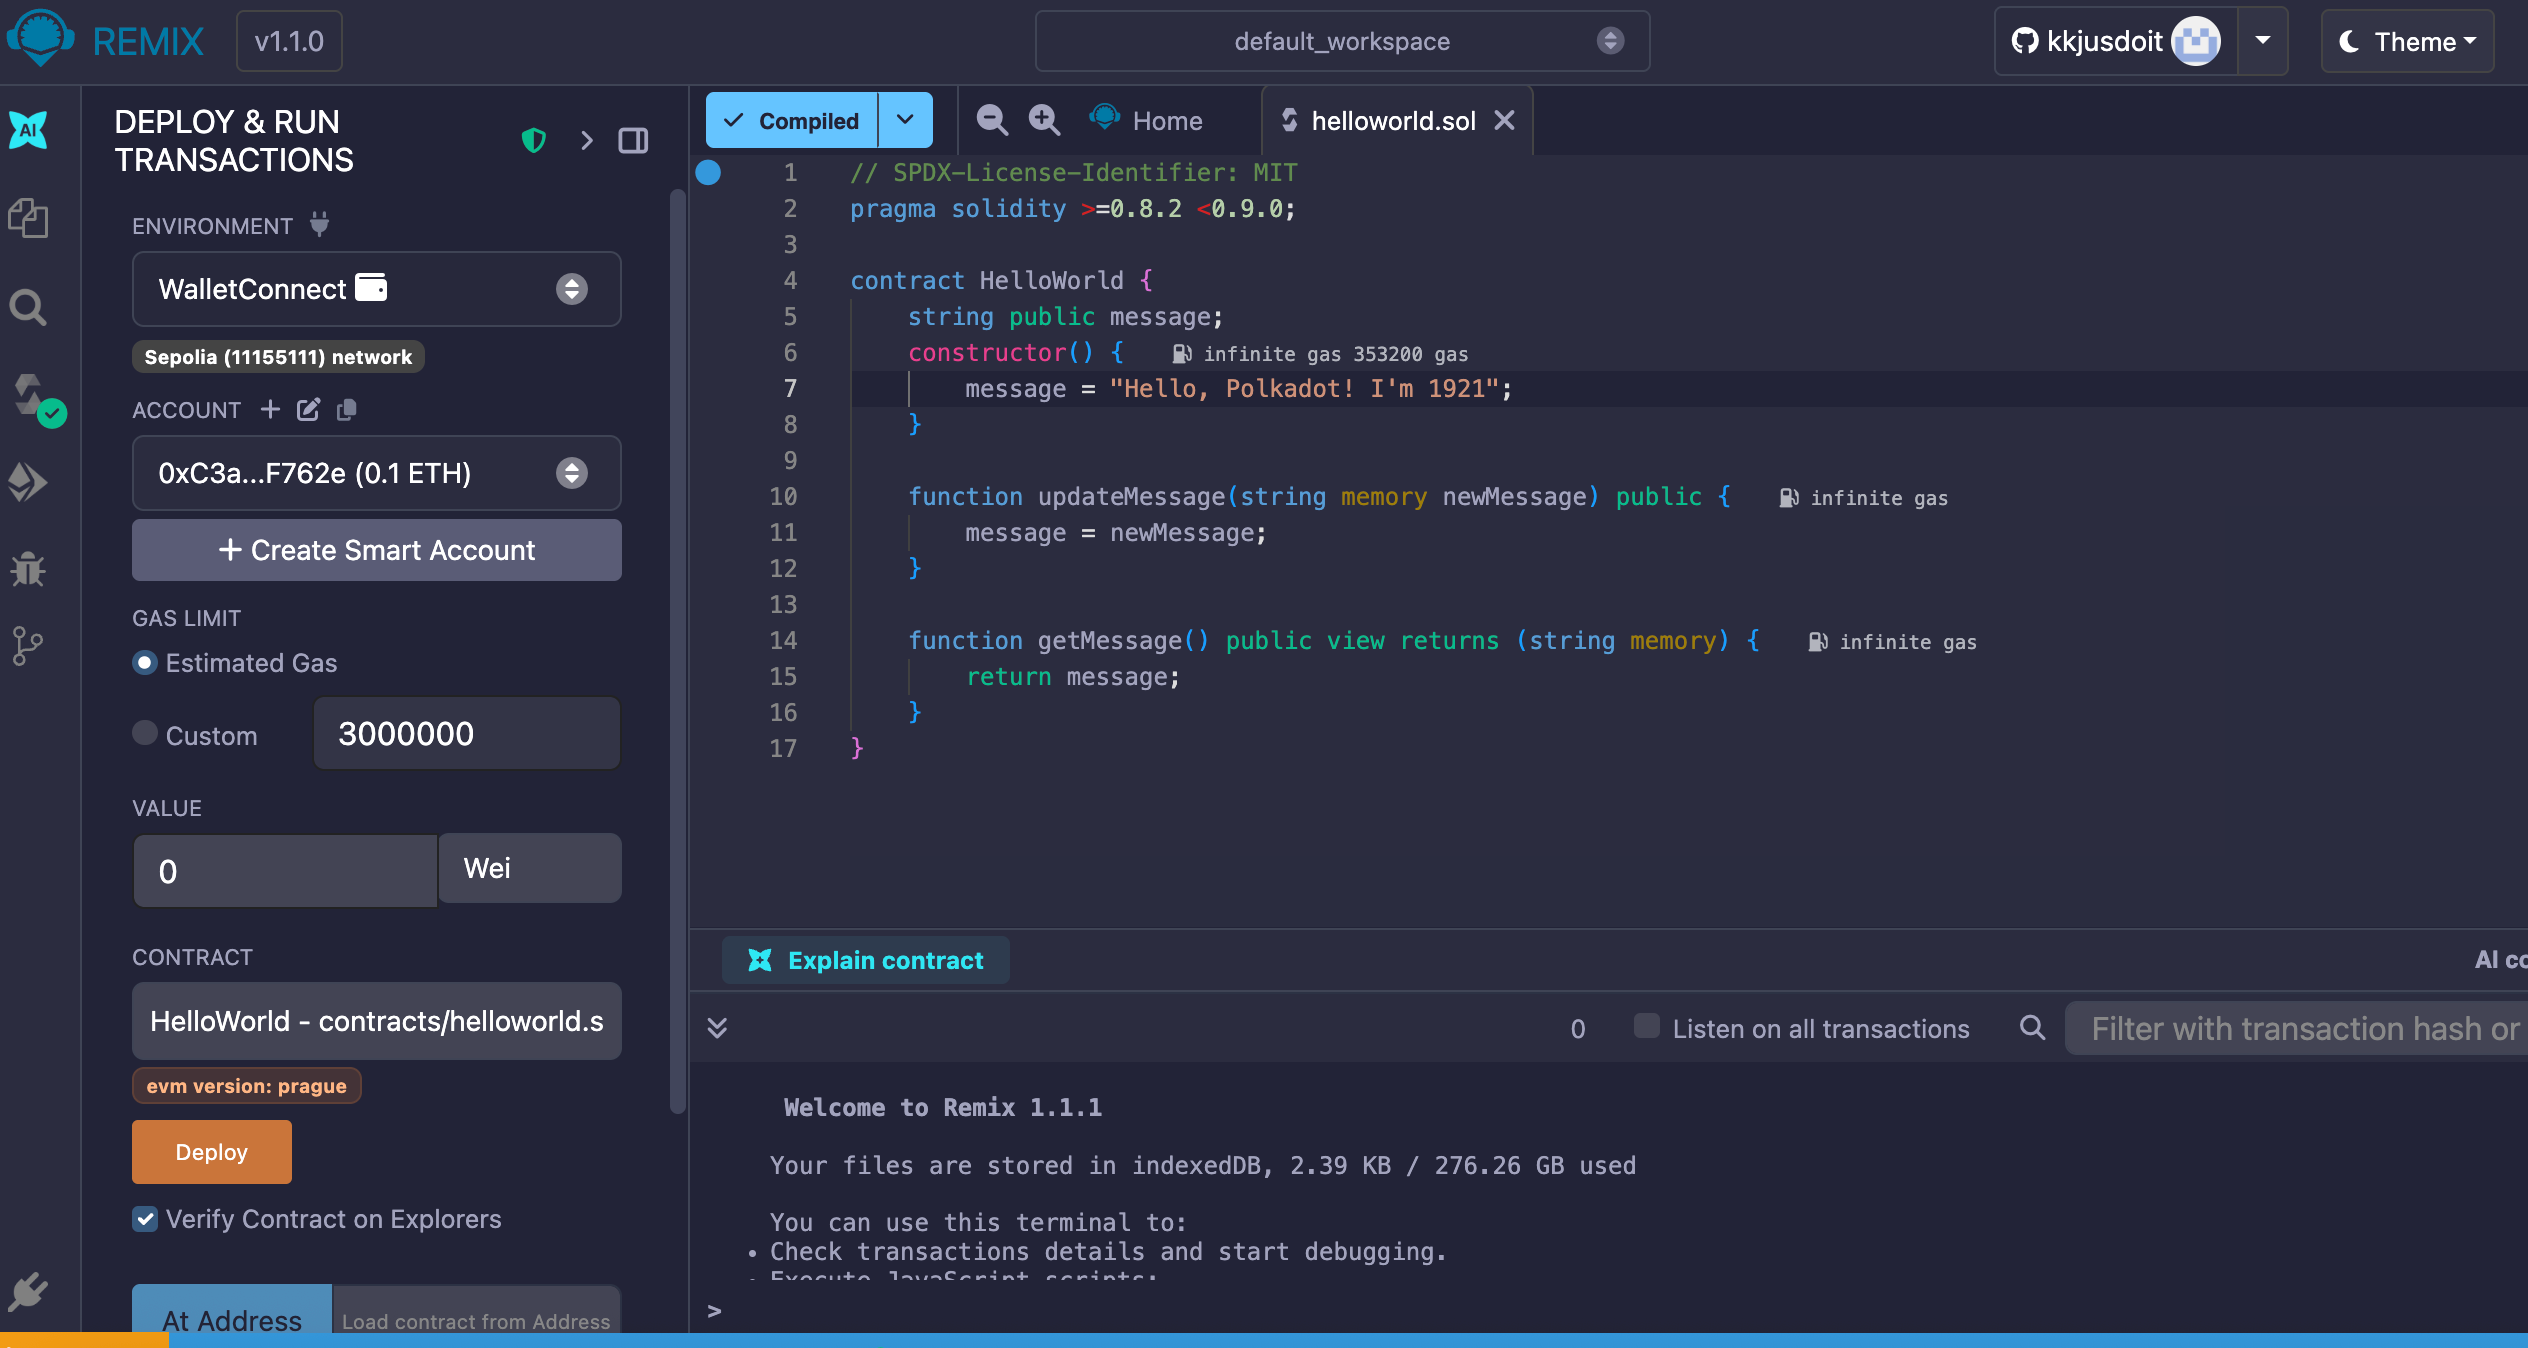 REMIX v1.1.0
default_workspace
kkjusdoit
Theme
AI
DEPLOY & RUN
TRANSACTIONS
ENVIRONMENT
WalletConnect
Sepolia (11155111) network
ACCOUNT
0xC3a...F762e (0.1 ETH)
+ Create Smart Account
GAS LIMIT
Estimated Gas
Custom 3000000
VALUE
0 Wei
CONTRACT
HelloWorld - contracts/helloworld.s
evm version: prague
Deploy
Verify Contract on Explorers
At Address Load contract from Address
Compiled Home helloworld.sol
1 // SPDX-License-Identifier: MIT
2 pragma solidity >=0.8.2 <0.9.0;
3
4 contract HelloWorld {
5 string public message;
6 constructor() { infinite gas 353200 gas
7 message = "Hello, Polkadot! I'm 1921";
8 }
9
10 function updateMessage(string memory newMessage) public { infinite gas
11 message = newMessage;
12 }
13
14 function getMessage() public view returns (string memory) { infinite gas
15 return message;
16 }
17 }
Explain contract AI co
0 Listen on all transactions Filter with transaction hash or
Welcome to Remix 1.1.1
Your files are stored in indexedDB, 2.39 KB / 276.26 GB used
You can use this terminal to:
• Check transactions details and start debugging.
• Execute JavaScript scripts:
>